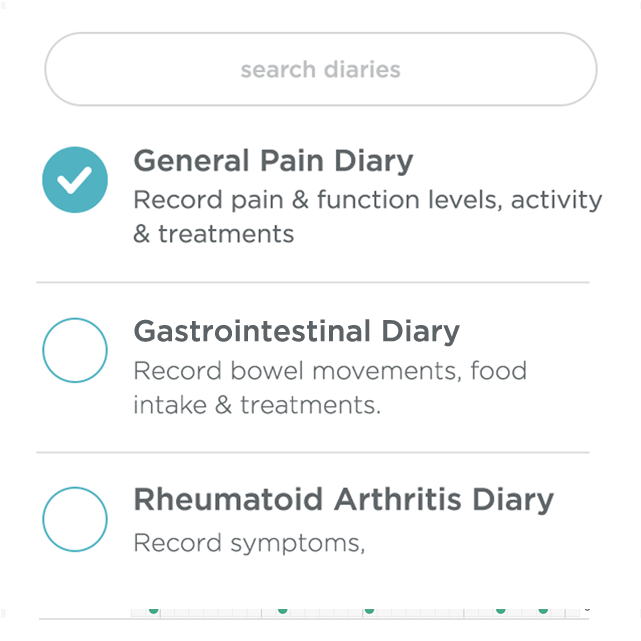 search diaries
General Pain Diary
Record pain & function levels, activity
& treatments
Gastrointestinal Diary
Record bowel movements, food
intake & treatments.
Rheumatoid Arthritis Diary
Record symptoms,